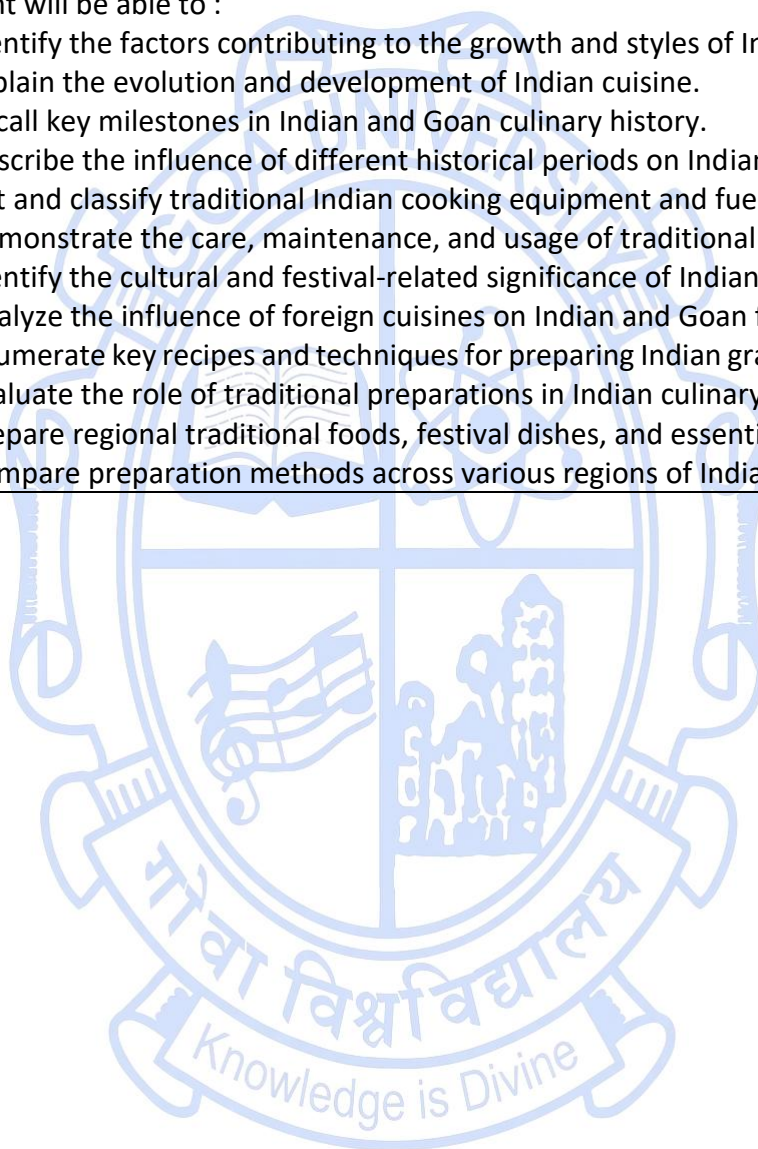 nt will be able to :
entify the factors contributing to the growth and styles of In
plain the evolution and development of Indian cuisine.
call key milestones in Indian and Goan culinary history.
scribe the influence of different historical periods on Indian
t and classify traditional Indian cooking equipment and fue
monstrate the care, maintenance, and usage of traditional
entify the cultural and festival-related significance of Indian
alyze the influence of foreign cuisines on Indian and Goan f
umerate key recipes and techniques for preparing Indian gra
aluate the role of traditional preparations in Indian culinary
epare regional traditional foods, festival dishes, and essenti
mpare preparation methods across various regions of India
GOA UNIVERSITY
गोंवा विश्वविद्यालय
Knowledge is Divine